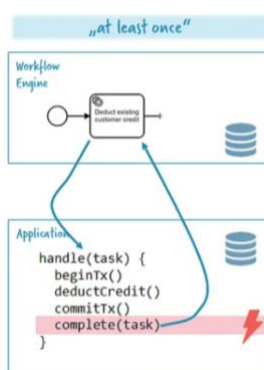 „at least once“
Workflow
Engine
Deduct existing
customer credit
Application
handle(task) {
beginTx()
deductCredit()
commitTx()
complete(task)
}